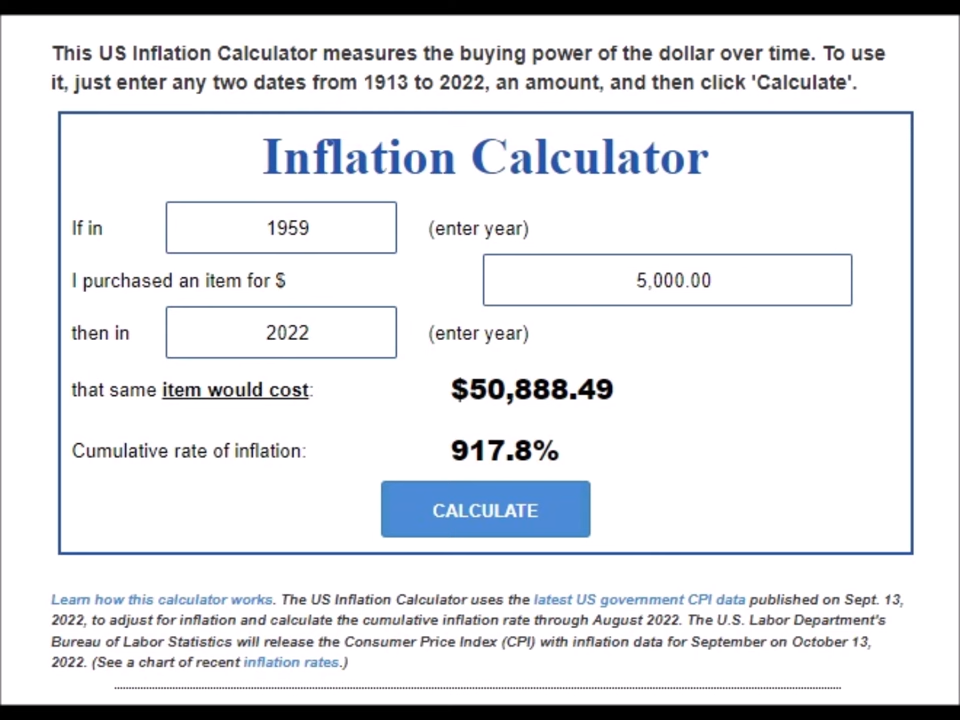 This US Inflation Calculator measures the buying power of the dollar over time. To use
it, just enter any two dates from 1913 to 2022, an amount, and then click 'Calculate'.
Inflation Calculator
If in 1959 (enter year)
I purchased an item for $ 5,000.00
then in 2022 (enter year)
that same item would cost: $50,888.49
Cumulative rate of inflation: 917.8%
CALCULATE
Learn how this calculator works. The US Inflation Calculator uses the latest US government CPI data published on Sept. 13,
2022, to adjust for inflation and calculate the cumulative inflation rate through August 2022. The U.S. Labor Department's
Bureau of Labor Statistics will release the Consumer Price Index (CPI) with inflation data for September on October 13,
2022. (See a chart of recent inflation rates.)